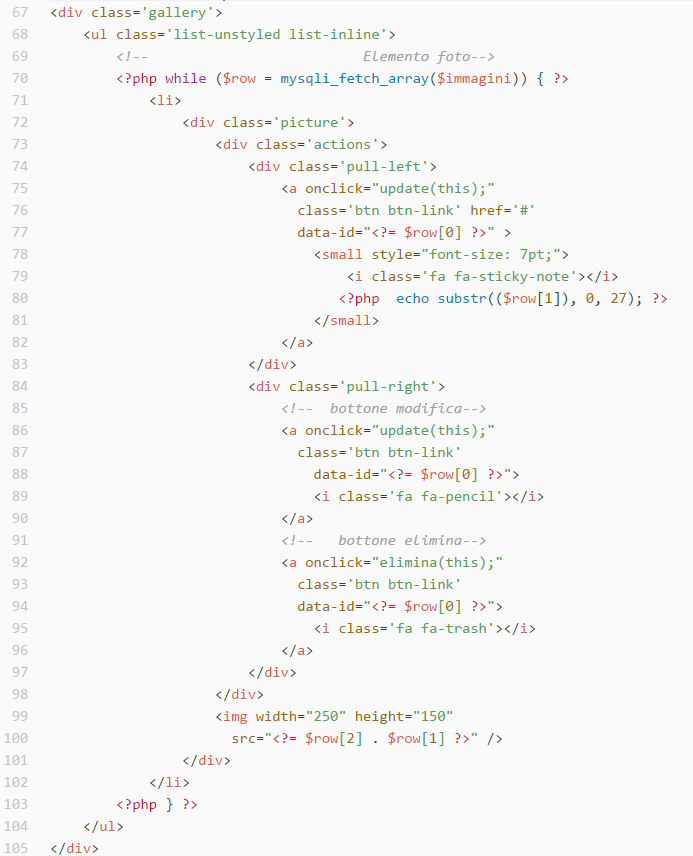 67 <div class='gallery'>
68 <ul class='list-unstyled list-inline'>
69 <!-- Elemento foto-->
70 <?php while ($row = mysqli_fetch_array($immagini)) { ?>
71 <li>
72 <div class='picture'>
73 <div class='actions'>
74 <div class='pull-left'>
75 <a onclick="update(this);"
76 class='btn btn-link' href='#'
77 data-id="<?= $row[0] ?>" >
78 <small style="font-size: 7pt;">
79 <i class='fa fa-sticky-note'></i>
80 <?php  echo substr(($row[1]), 0, 27); ?>
81 </small>
82 </a>
83 </div>
84 <div class='pull-right'>
85 <!--  bottone modifica-->
86 <a onclick="update(this);"
87 class='btn btn-link'
88 data-id="<?= $row[0] ?>">
89 <i class='fa fa-pencil'></i>
90 </a>
91 <!--   bottone elimina-->
92 <a onclick="elimina(this);"
93 class='btn btn-link'
94 data-id="<?= $row[0] ?>">
95 <i class='fa fa-trash'></i>
96 </a>
97 </div>
98 </div>
99 <img width="250" height="150"
100 src="<?= $row[2] . $row[1] ?>" />
101 </div>
102 </li>
103 <?php } ?>
104 </ul>
105 </div>